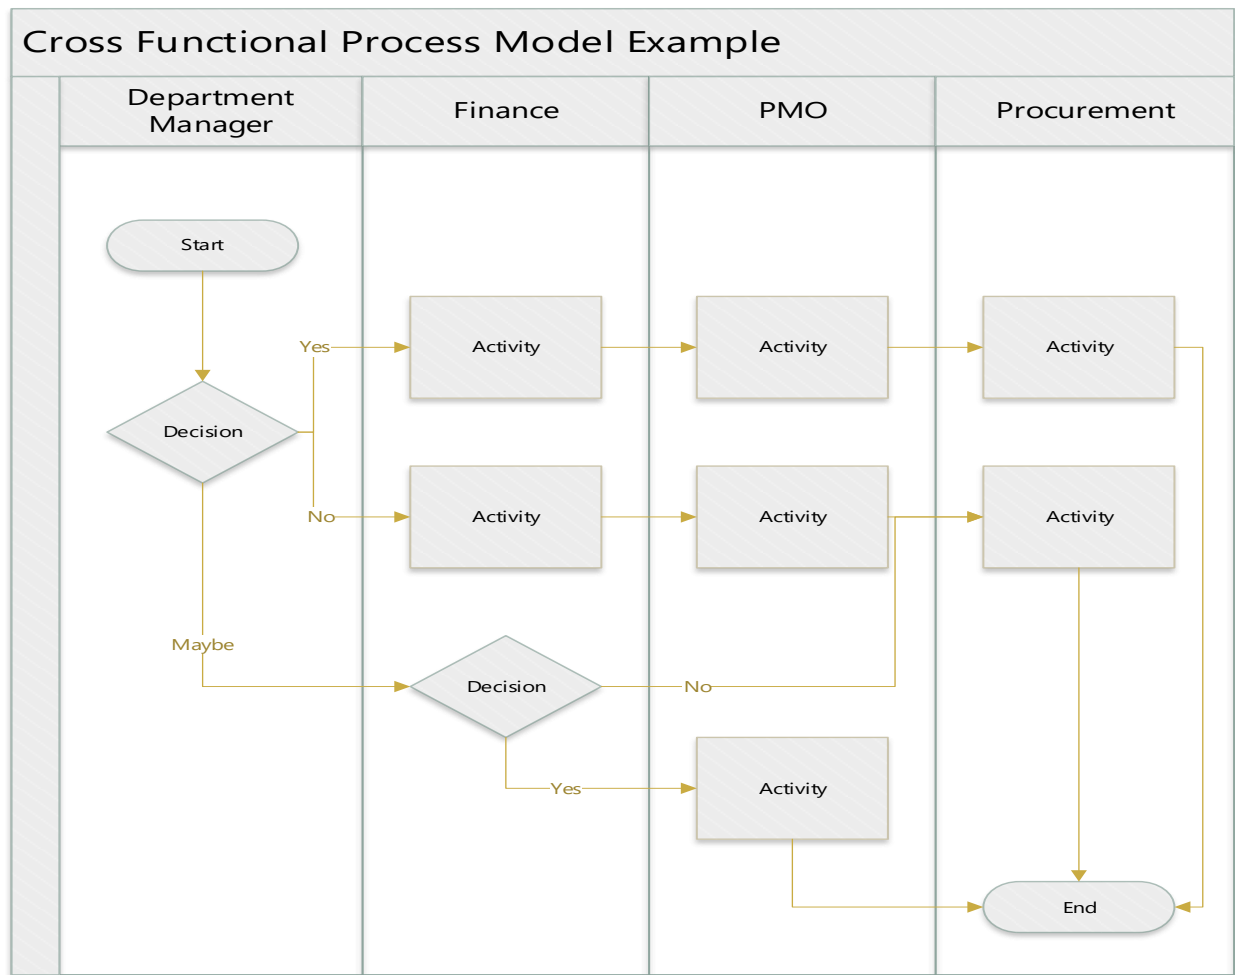 Cross Functional Process Model Example
Department
Manager
Finance
PMO
Procurement
Start
Yes
Activity
Activity
Activity
Decision
No
Activity
Activity
Activity
Maybe
Decision
No
Yes
Activity
End